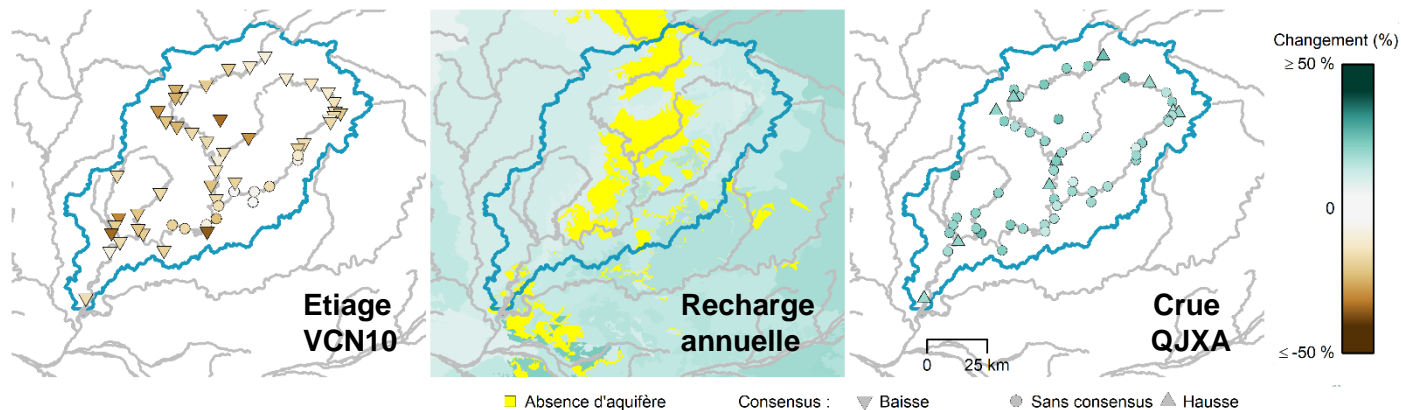 Etiage
VCN10
Recharge
annuelle
Crue
QJXA
0 25 km
Changement (%)
≥ 50 %
0
≤ -50 %
Absence d'aquifère Consensus : Baisse Sans consensus Hausse